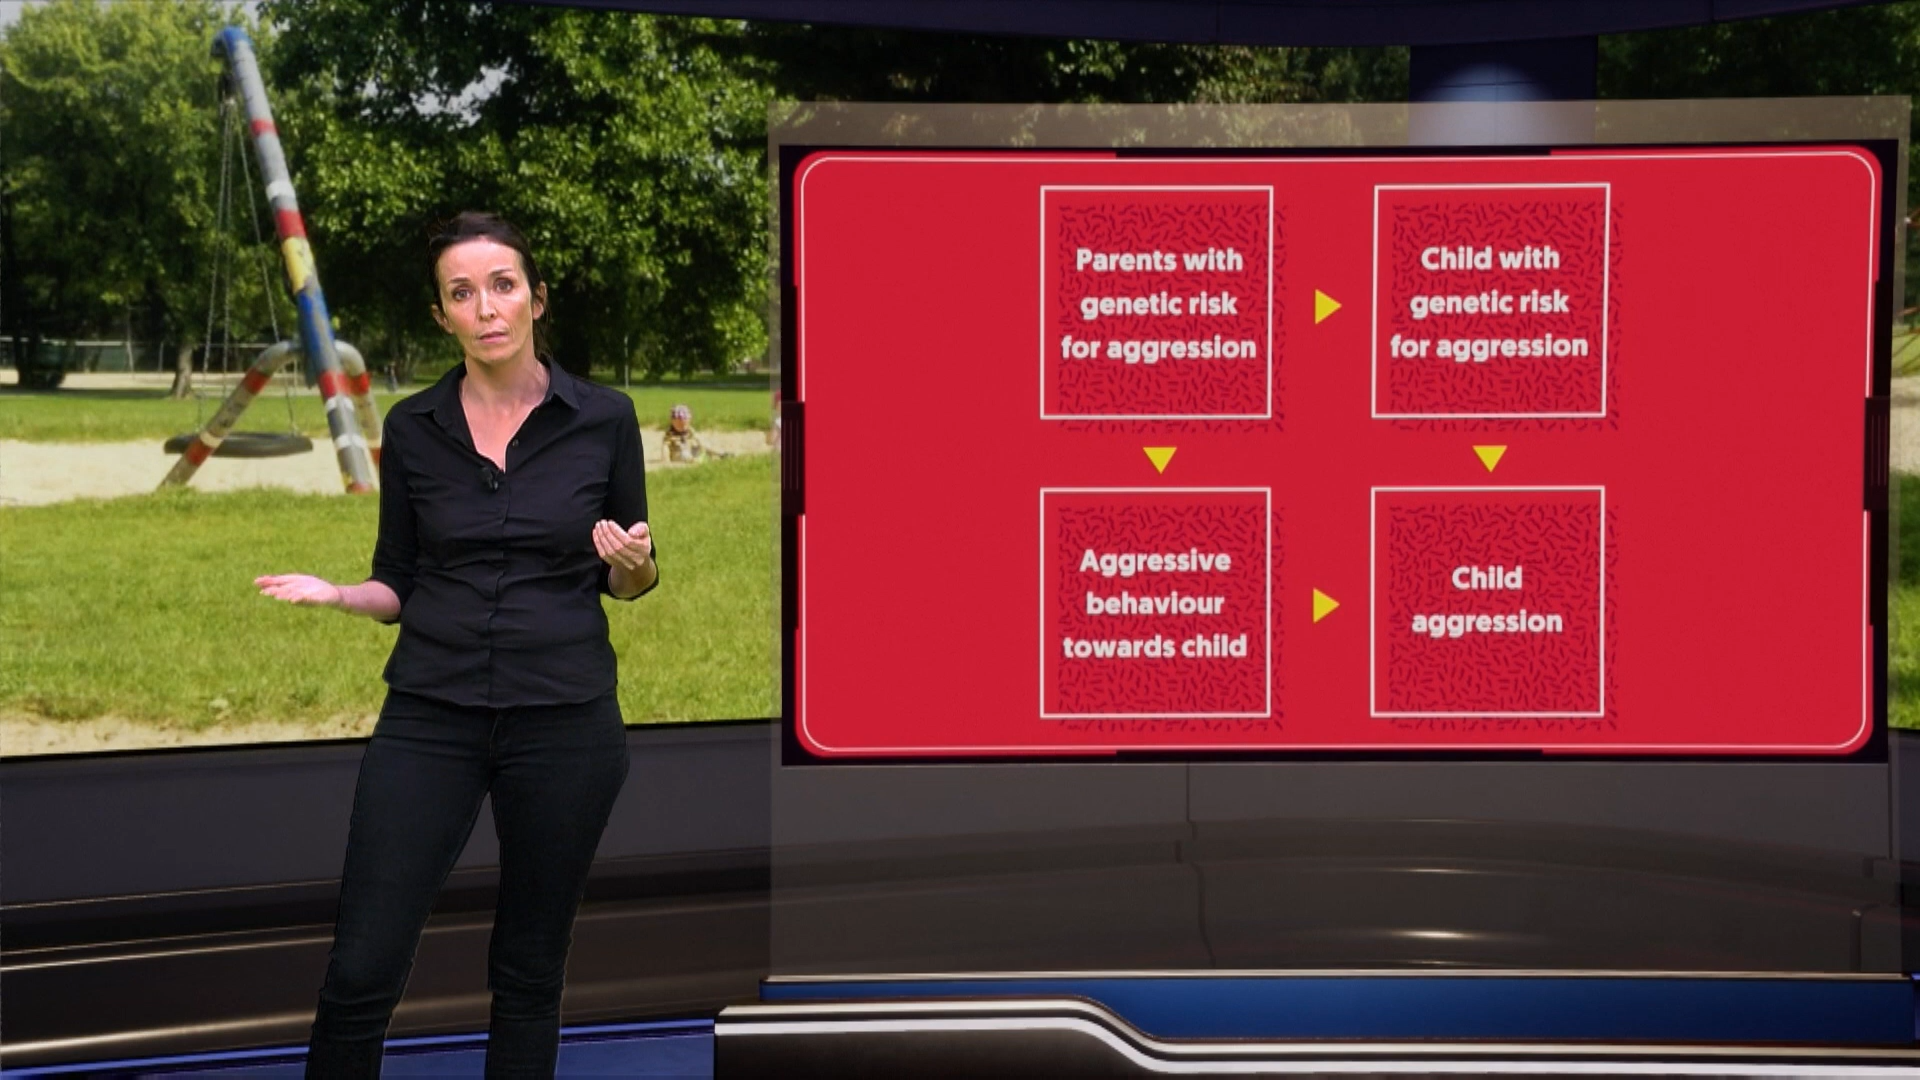 Parents with
genetic risk
for aggression
Child with
genetic risk
for aggression
Aggressive
behaviour
towards child
Child
aggression